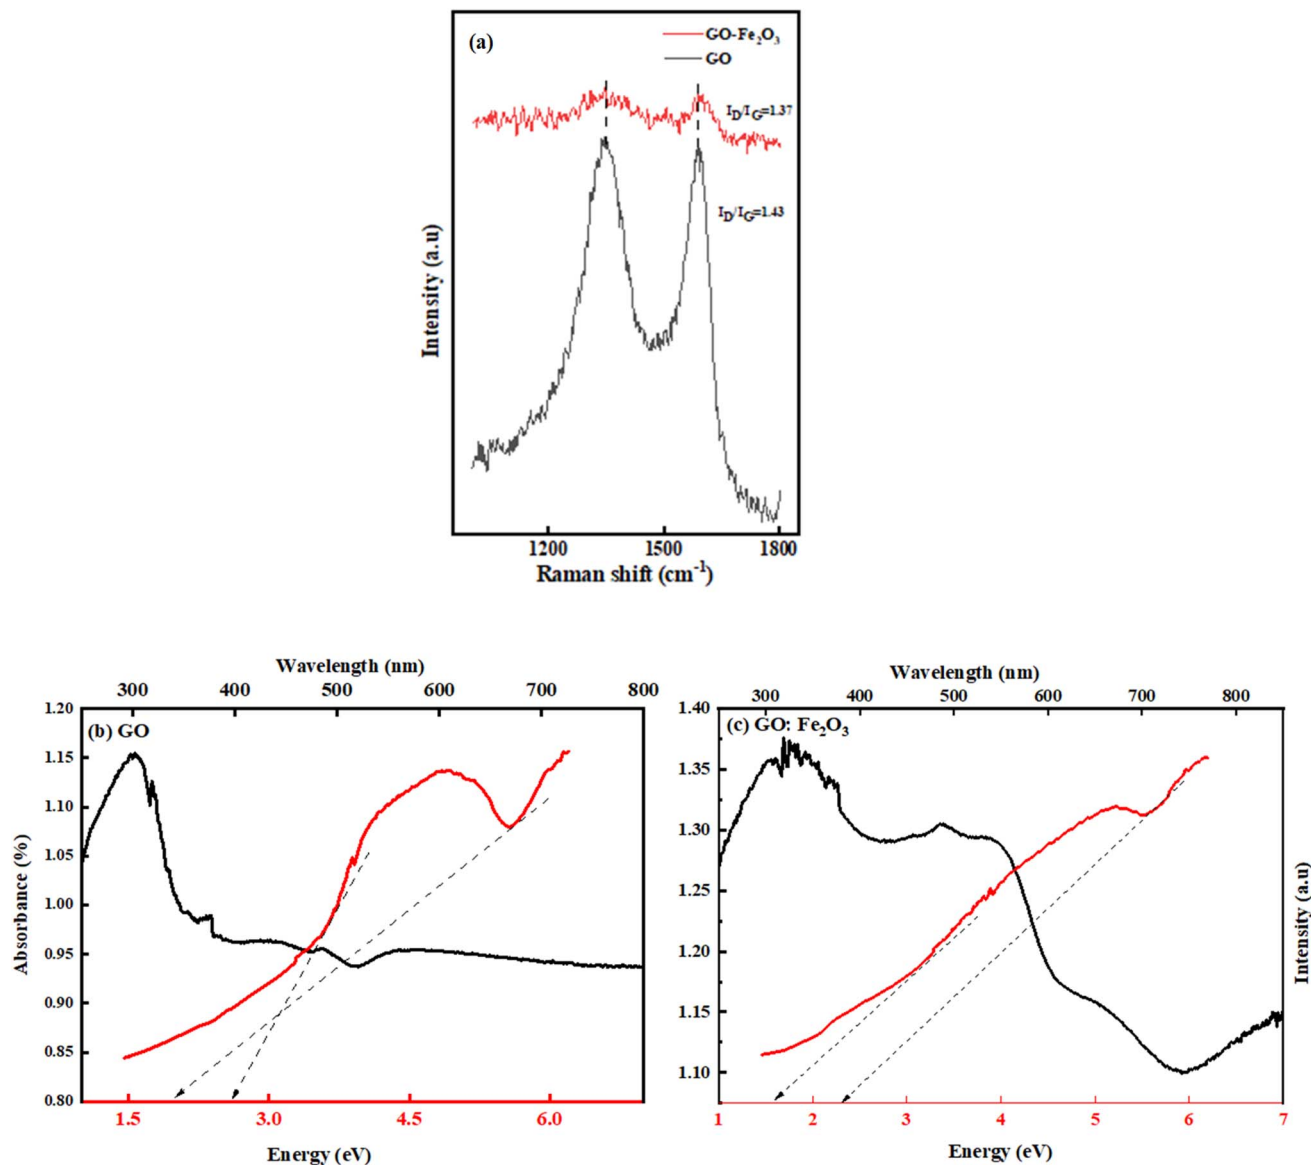 (a)
GO-Fe₂O₃
GO
I_D/I_G=1.37
I_D/I_G=1.43
Intensity (a.u)
1200 1500 1800
Raman shift (cm⁻¹)
Wavelength (nm)
300 400 500 600 700 800
(b) GO
1.20
1.15
1.10
1.05
1.00
0.95
0.90
0.85
0.80
Absorbance (%)
1.5 3.0 4.5 6.0
Energy (eV)
Wavelength (nm)
300 400 500 600 700 800
(c) GO: Fe₂O₃
1.40
1.35
1.30
1.25
1.20
1.15
1.10
Intensity (a.u)
1 2 3 4 5 6 7
Energy (eV)